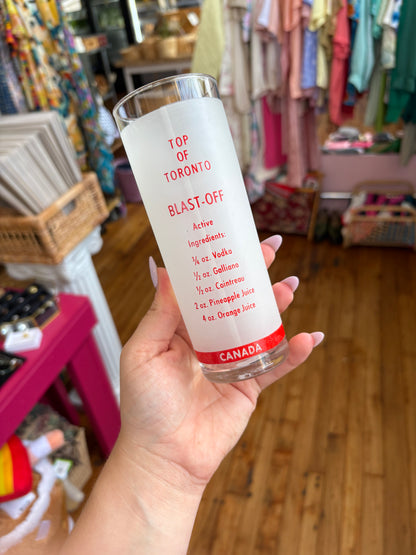 TOP
OF
TORONTO
BLAST-OFF
Active
Ingredients:
¾ oz. Vodka
½ oz. Galliano
½ oz. Cointreau
2 oz. Pineapple Juice
4 oz. Orange Juice
CANADA